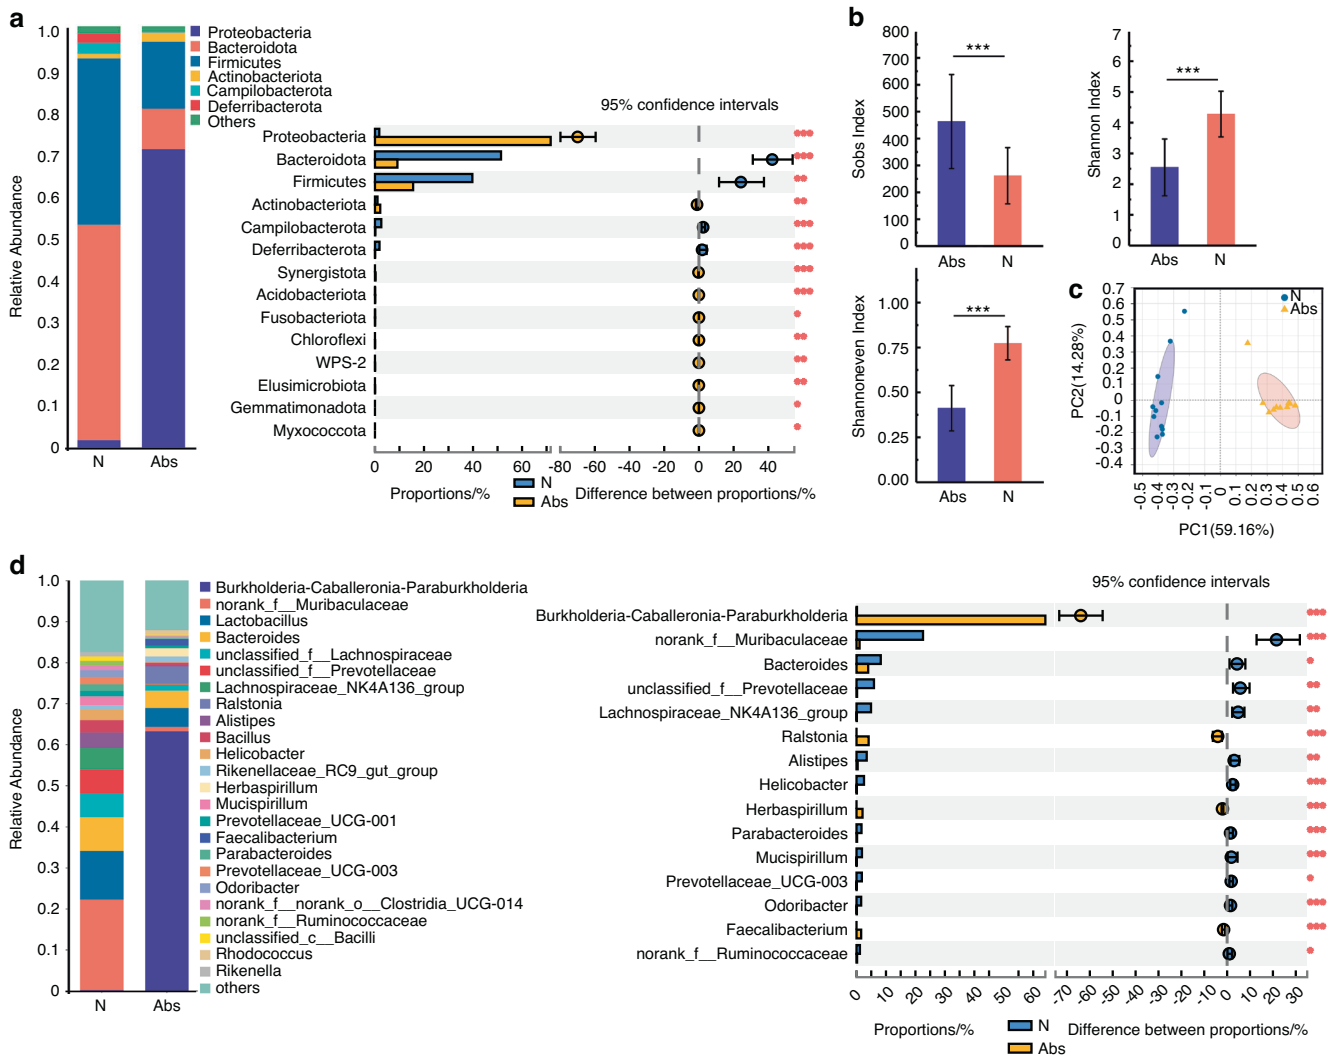 a
Relative Abundance
1.0
0.9
0.8
0.7
0.6
0.5
0.4
0.3
0.2
0.1
0
N
Abs
Proteobacteria
Bacteroidota
Firmicutes
Actinobacteriota
Campilobacterota
Deferribacterota
Others
95% confidence intervals
Proteobacteria
Bacteroidota
Firmicutes
Actinobacteriota
Campilobacterota
Deferribacterota
Synergistota
Acidobacteriota
Fusobacteriota
Chloroflexi
WPS-2
Elusimicrobiota
Gemmatimonadota
Myxococcota
0 20 40 60 -80 -60 -40 -20 0 20 40
Proportions/%
N
Abs
Difference between proportions/%
b
Sobs Index
800
700
600
500
400
300
200
100
0
***
Abs N
Shannon Index
7
6
5
4
3
2
1
0
***
Abs N
Shannoneven Index
1.00
0.75
0.50
0.25
0.00
***
Abs N
c
PC2(14.28%)
0.7
0.6
0.5
0.4
0.3
0.2
0.1
0
-0.1
-0.2
-0.3
-0.4
N
Abs
-0.5 -0.4 -0.3 -0.2 -0.1 0 0.1 0.2 0.3 0.4 0.5 0.6
PC1(59.16%)
d
Relative Abundance
1.0
0.9
0.8
0.7
0.6
0.5
0.4
0.3
0.2
0.1
0
N
Abs
Burkholderia-Caballeronia-Paraburkholderia
norank_f__Muribaculaceae
Lactobacillus
Bacteroides
unclassified_f__Lachnospiraceae
unclassified_f__Prevotellaceae
Lachnospiraceae_NK4A136_group
Ralstonia
Alistipes
Bacillus
Helicobacter
Rikenellaceae_RC9_gut_group
Herbaspirillum
Mucispirillum
Prevotellaceae_UCG-001
Faecalibacterium
Parabacteroides
Prevotellaceae_UCG-003
Odoribacter
norank_f__norank_o__Clostridia_UCG-014
norank_f__Ruminococcaceae
unclassified_c__Bacilli
Rhodococcus
Rikenella
others
95% confidence intervals
Burkholderia-Caballeronia-Paraburkholderia
norank_f__Muribaculaceae
Bacteroides
unclassified_f__Prevotellaceae
Lachnospiraceae_NK4A136_group
Ralstonia
Alistipes
Helicobacter
Herbaspirillum
Parabacteroides
Mucispirillum
Prevotellaceae_UCG-003
Odoribacter
Faecalibacterium
norank_f__Ruminococcaceae
0 10 20 30 40 50 60 -70 -60 -50 -40 -30 -20 -10 0 10 20 30
Proportions/%
N
Abs
Difference between proportions/%